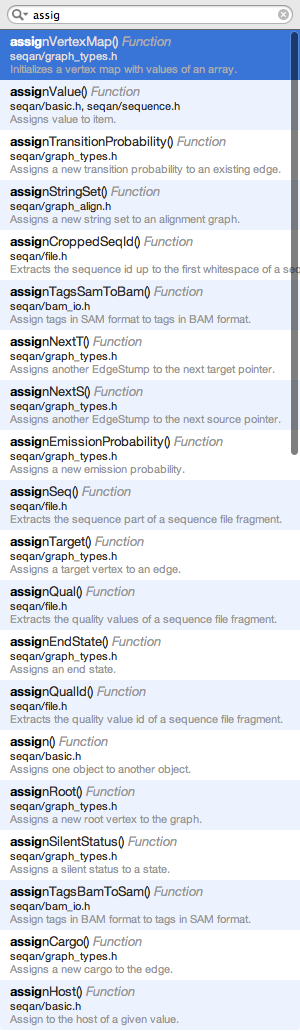 assig
assignVertexMap() Function
seqan/graph_types.h
Initializes a vertex map with values of an array.
assignValue() Function
seqan/basic.h, seqan/sequence.h
Assigns value to item.
assignTransitionProbability() Function
seqan/graph_types.h
Assigns a new transition probability to an existing edge.
assignStringSet() Function
seqan/graph_align.h
Assigns a new string set to an alignment graph.
assignCroppedSeqId() Function
seqan/file.h
Extracts the sequence id up to the first whitespace of a seq
assignTagsSamToBam() Function
seqan/bam_io.h
Assign tags in SAM format to tags in BAM format.
assignNextT() Function
seqan/graph_types.h
Assigns another EdgeStump to the next target pointer.
assignNextS() Function
seqan/graph_types.h
Assigns another EdgeStump to the next source pointer.
assignEmissionProbability() Function
seqan/graph_types.h
Assigns a new emission probability.
assignSeq() Function
seqan/file.h
Extracts the sequence part of a sequence file fragment.
assignTarget() Function
seqan/graph_types.h
Assigns a target vertex to an edge.
assignQual() Function
seqan/file.h
Extracts the quality values of a sequence file fragment.
assignEndState() Function
seqan/graph_types.h
Assigns an end state.
assignQualId() Function
seqan/file.h
Extracts the quality value id of a sequence file fragment.
assign() Function
seqan/basic.h
Assigns one object to another object.
assignRoot() Function
seqan/graph_types.h
Assigns a new root vertex to the graph.
assignSilentStatus() Function
seqan/graph_types.h
Assigns a silent status to a state.
assignTagsBamToSam() Function
seqan/bam_io.h
Assign tags in BAM format to tags in SAM format.
assignCargo() Function
seqan/graph_types.h
Assigns a new cargo to the edge.
assignHost() Function
seqan/basic.h
Assign to the host of a given value.